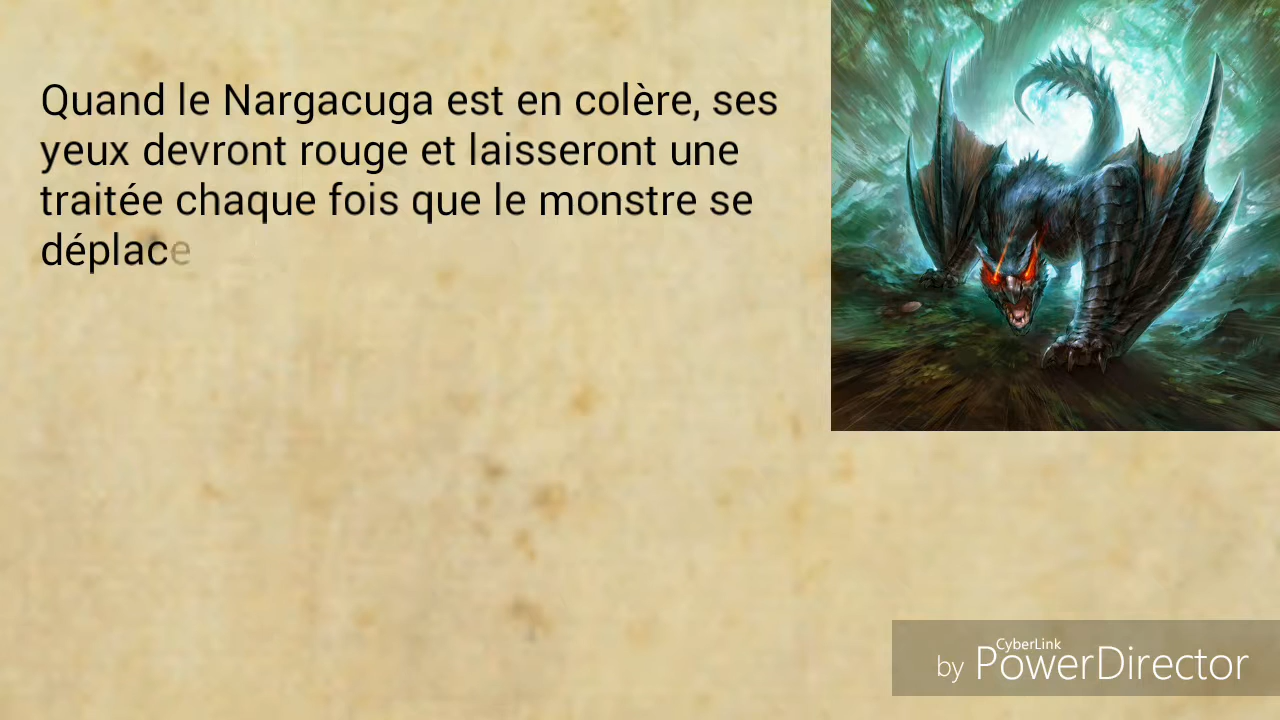 Quand le Nargacuga est en colère, ses
yeux devront rouge et laisseront une
traitée chaque fois que le monstre se
déplace
CyberLink
by PowerDirector